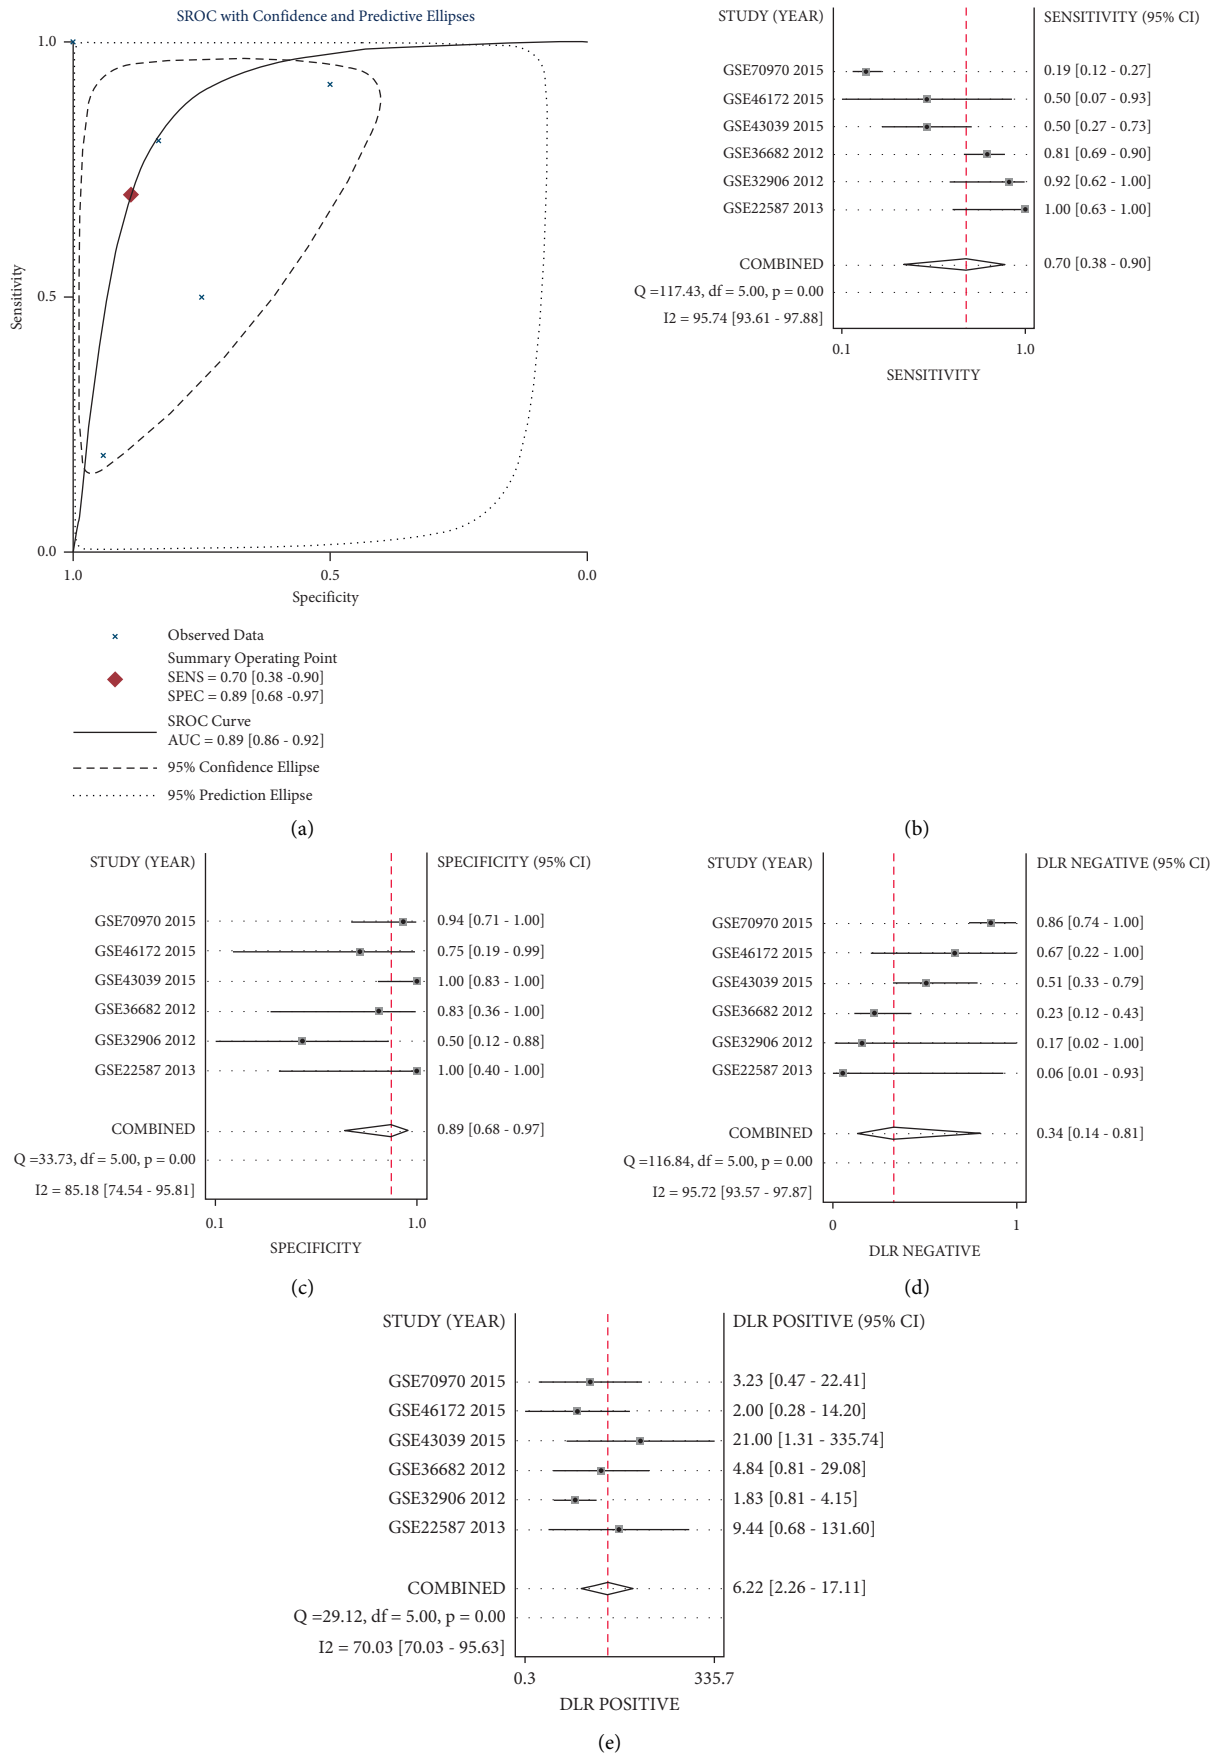 SROC with Confidence and Predictive Ellipses
1.0
0.5
0.0
Sensitivity
1.0 0.5 0.0
Specificity
Observed Data
Summary Operating Point
SENS = 0.70 [0.38 -0.90]
SPEC = 0.89 [0.68 -0.97]
SROC Curve
AUC = 0.89 [0.86 - 0.92]
95% Confidence Ellipse
95% Prediction Ellipse
(a)
STUDY (YEAR) SENSITIVITY (95% CI)
GSE70970 2015 0.19 [0.12 - 0.27]
GSE46172 2015 0.50 [0.07 - 0.93]
GSE43039 2015 0.50 [0.27 - 0.73]
GSE36682 2012 0.81 [0.69 - 0.90]
GSE32906 2012 0.92 [0.62 - 1.00]
GSE22587 2013 1.00 [0.63 - 1.00]
COMBINED 0.70 [0.38 - 0.90]
Q =117.43, df = 5.00, p = 0.00
I2 = 95.74 [93.61 - 97.88]
0.1 1.0
SENSITIVITY
(b)
STUDY (YEAR) SPECIFICITY (95% CI)
GSE70970 2015 0.94 [0.71 - 1.00]
GSE46172 2015 0.75 [0.19 - 0.99]
GSE43039 2015 1.00 [0.83 - 1.00]
GSE36682 2012 0.83 [0.36 - 1.00]
GSE32906 2012 0.50 [0.12 - 0.88]
GSE22587 2013 1.00 [0.40 - 1.00]
COMBINED 0.89 [0.68 - 0.97]
Q =33.73, df = 5.00, p = 0.00
I2 = 85.18 [74.54 - 95.81]
0.1 1.0
SPECIFICITY
(c)
STUDY (YEAR) DLR NEGATIVE (95% CI)
GSE70970 2015 0.86 [0.74 - 1.00]
GSE46172 2015 0.67 [0.22 - 1.00]
GSE43039 2015 0.51 [0.33 - 0.79]
GSE36682 2012 0.23 [0.12 - 0.43]
GSE32906 2012 0.17 [0.02 - 1.00]
GSE22587 2013 0.06 [0.01 - 0.93]
COMBINED 0.34 [0.14 - 0.81]
Q =116.84, df = 5.00, p = 0.00
I2 = 95.72 [93.57 - 97.87]
0 1
DLR NEGATIVE
(d)
STUDY (YEAR) DLR POSITIVE (95% CI)
GSE70970 2015 3.23 [0.47 - 22.41]
GSE46172 2015 2.00 [0.28 - 14.20]
GSE43039 2015 21.00 [1.31 - 335.74]
GSE36682 2012 4.84 [0.81 - 29.08]
GSE32906 2012 1.83 [0.81 - 4.15]
GSE22587 2013 9.44 [0.68 - 131.60]
COMBINED 6.22 [2.26 - 17.11]
Q =29.12, df = 5.00, p = 0.00
I2 = 70.03 [70.03 - 95.63]
0.3 335.7
DLR POSITIVE
(e)